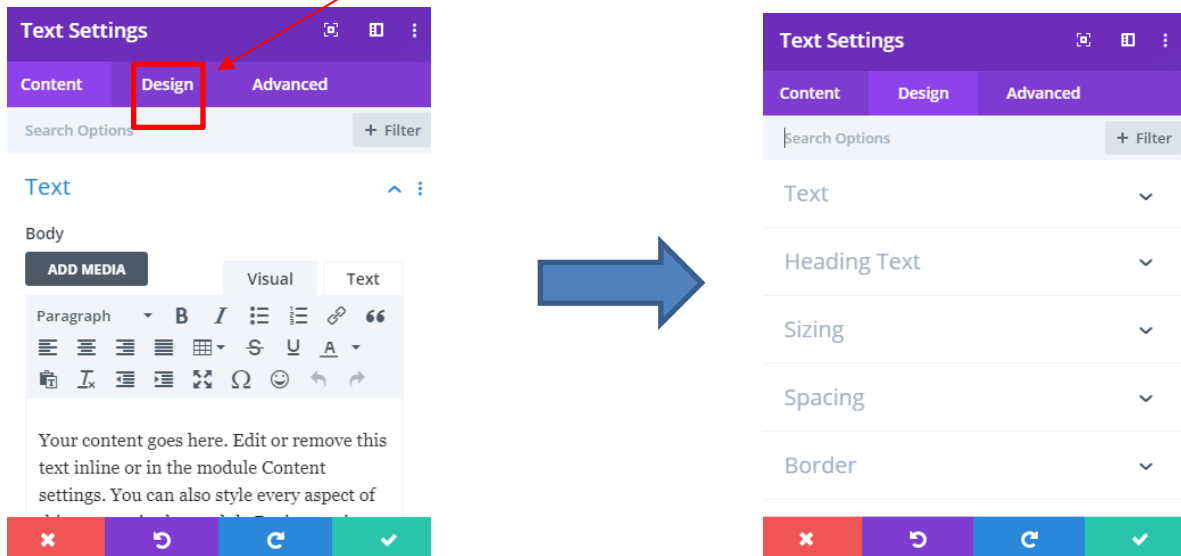 Text Settings
Content Design Advanced
Search Options + Filter
Text
Body
ADD MEDIA
Visual Text
Paragraph B I
S U A
Your content goes here. Edit or remove this
text inline or in the module Content
settings. You can also style every aspect of
Text Settings
Content Design Advanced
Search Options + Filter
Text
Heading Text
Sizing
Spacing
Border